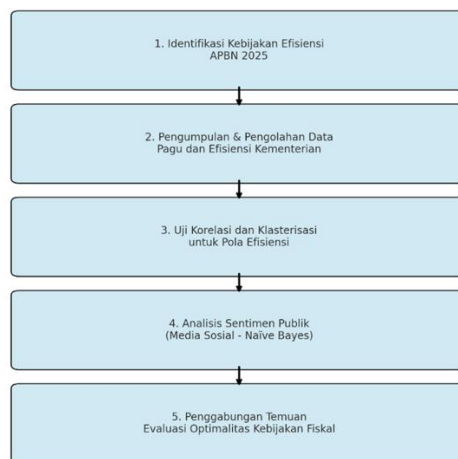 1. Identifikasi Kebijakan Efisiensi
APBN 2025
2. Pengumpulan & Pengolahan Data
Pagu dan Efisiensi Kementerian
3. Uji Korelasi dan Klasterisasi
untuk Pola Efisiensi
4. Analisis Sentimen Publik
(Media Sosial - Naïve Bayes)
5. Penggabungan Temuan
Evaluasi Optimalitas Kebijakan Fiskal